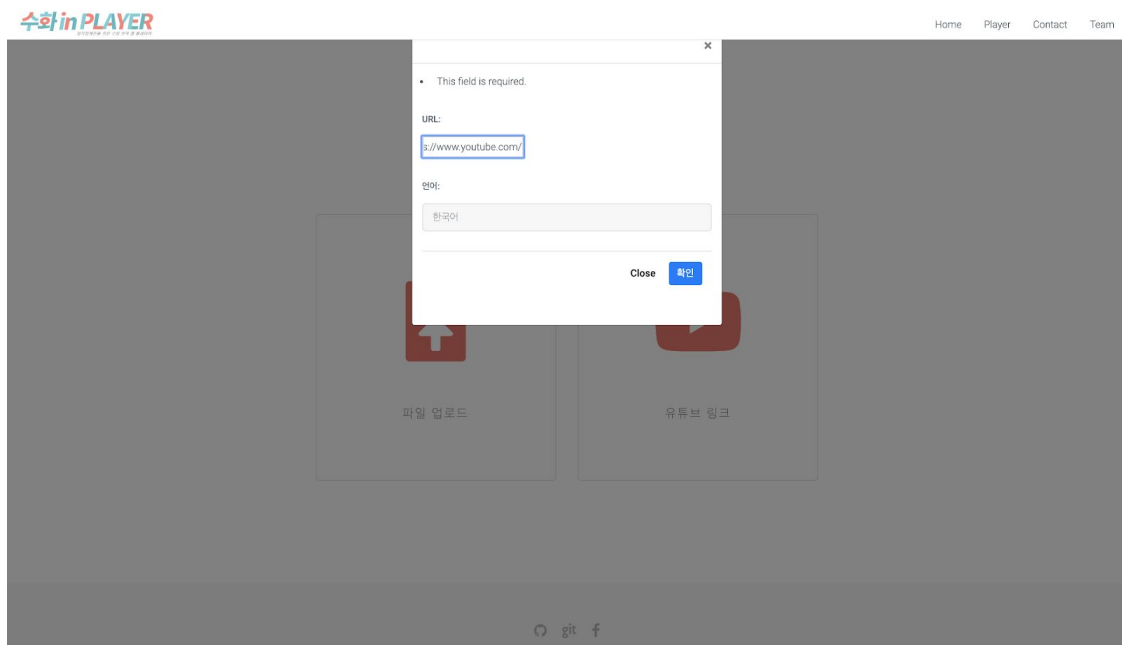 수화 in PLAYER
Home Player Contact Team
×
This field is required.
URL:
s://www.youtube.com/
언어:
한국어
Close 확인
파일 업로드 유튜브 링크
git